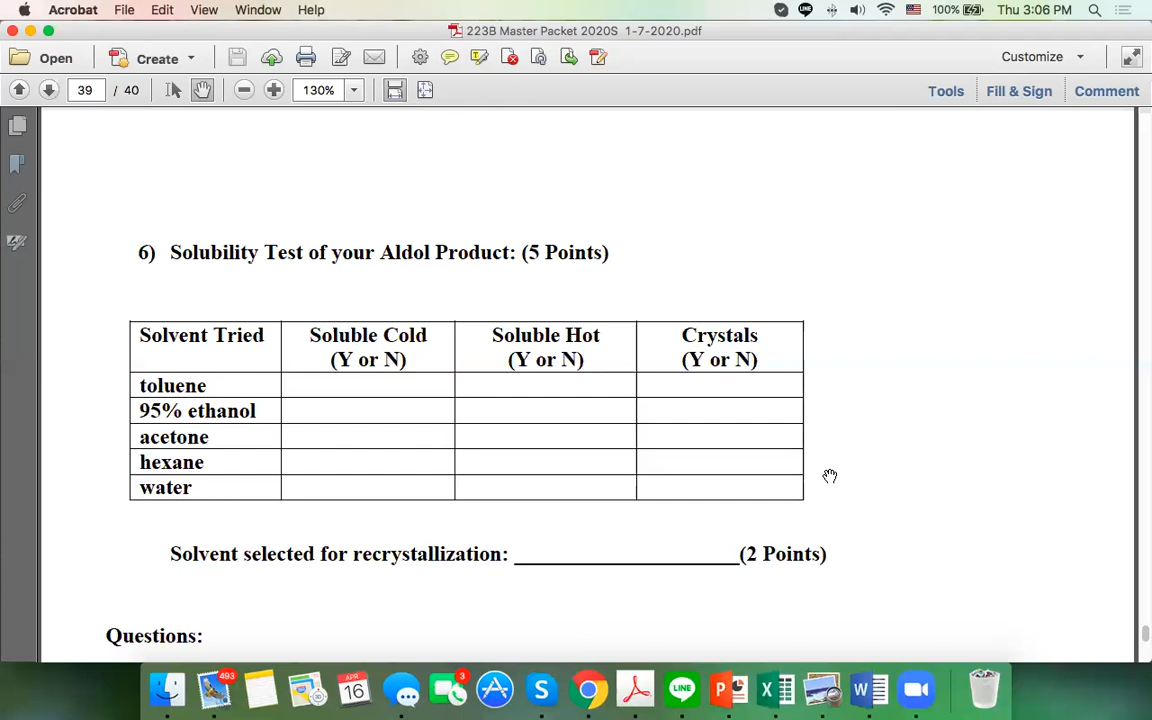 Acrobat File Edit View Window Help 100% Thu 3:06 PM
223B Master Packet 2020S 1-7-2020.pdf
Open Create Customize
39 / 40 130% Tools Fill & Sign Comment
6) Solubility Test of your Aldol Product: (5 Points)
Solvent Tried Soluble Cold Soluble Hot Crystals
(Y or N) (Y or N) (Y or N)
toluene
95% ethanol
acetone
hexane
water
Solvent selected for recrystallization: ____________________(2 Points)
Questions:
493 APR 3
16